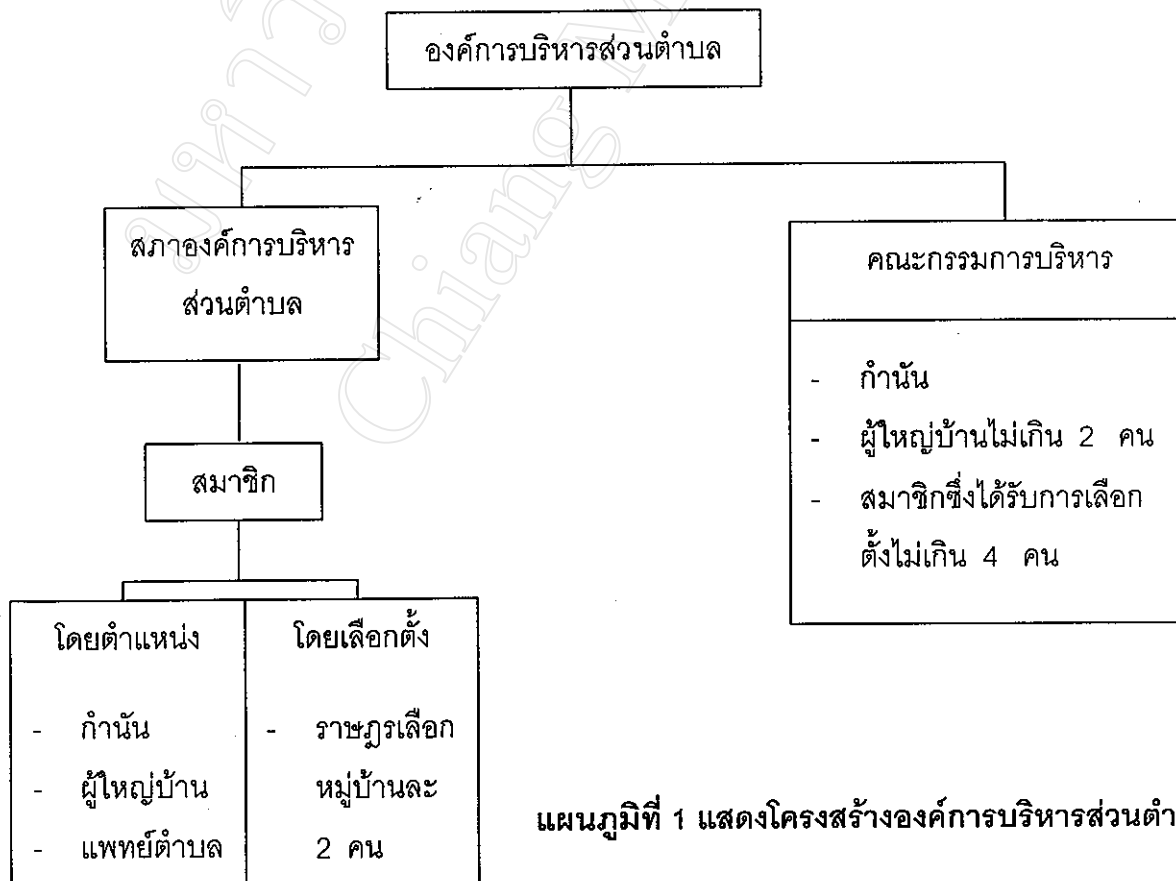 องค์การบริหารส่วนตำบล
สภาองค์การบริหาร
ส่วนตำบล
คณะกรรมการบริหาร
- กำนัน
- ผู้ใหญ่บ้านไม่เกิน 2 คน
- สมาชิกซึ่งได้รับการเลือก
ตั้งไม่เกิน 4 คน
สมาชิก
โดยตำแหน่ง
- กำนัน
- ผู้ใหญ่บ้าน
- แพทย์ตำบล
โดยเลือกตั้ง
- ราษฎรเลือก
หมู่บ้านละ
2 คน
แผนภูมิที่ 1 แสดงโครงสร้างองค์การบริหารส่วนตำ
Chiang M